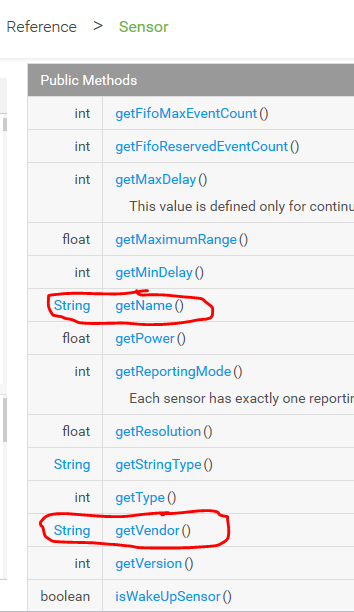 Reference > Sensor
Public Methods
int getFifoMaxEventCount()
int getFifoReservedEventCount()
int getMaxDelay()
This value is defined only for continu
float getMaximumRange()
int getMinDelay()
String getName()
float getPower()
int getReportingMode()
Each sensor has exactly one reportin
float getResolution()
String getStringType()
int getType()
String getVendor()
int getVersion()
boolean isWakeUpSensor()